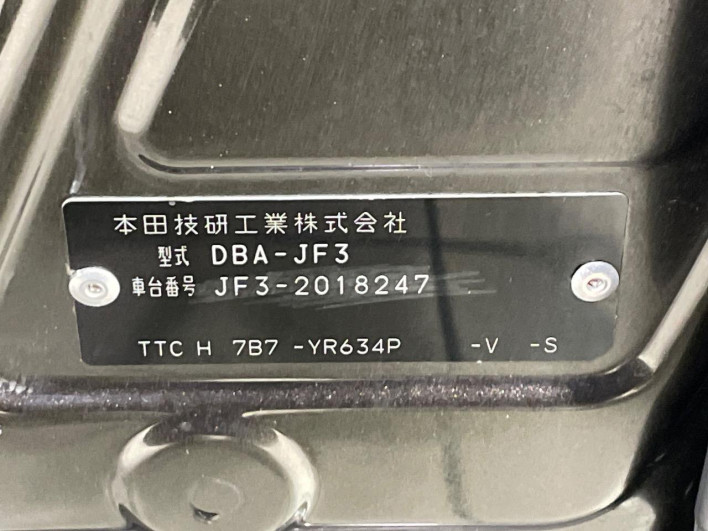 本田技研工業株式会社
型式 DBA-JF3
車台番号 JF3-2018247
TTC H 7B7 -YR634P -V -S